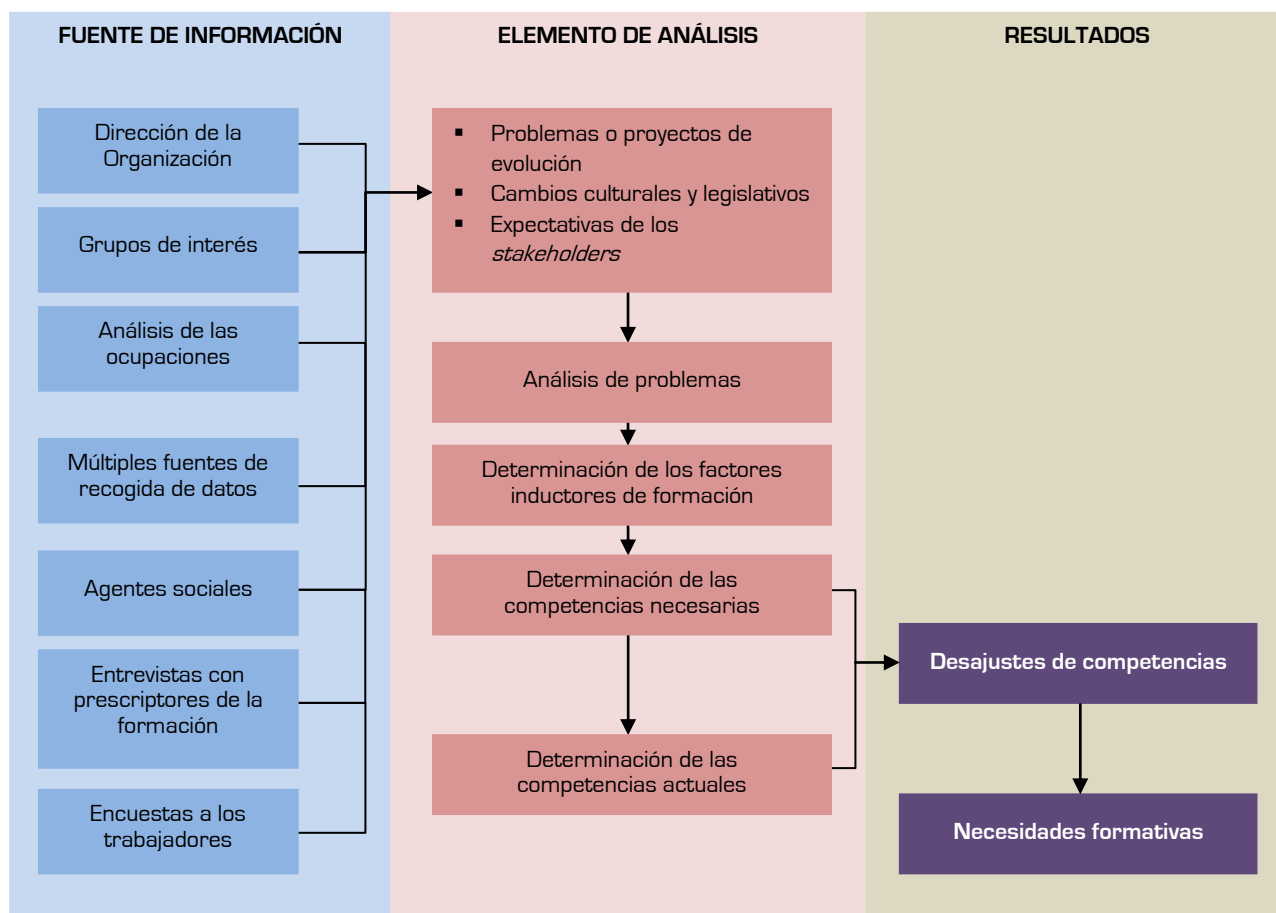 FUENTE DE INFORMACIÓN
Dirección de la
Organización
Grupos de interés
Análisis de las
ocupaciones
Múltiples fuentes de
recogida de datos
Agentes sociales
Entrevistas con
prescriptores de la
formación
Encuestas a los
trabajadores
ELEMENTO DE ANÁLISIS
▪ Problemas o proyectos de
evolución
▪ Cambios culturales y legislativos
▪ Expectativas de los
stakeholders
Análisis de problemas
Determinación de los factores
inductores de formación
Determinación de las
competencias necesarias
Determinación de las
competencias actuales
RESULTADOS
Desajustes de competencias
Necesidades formativas